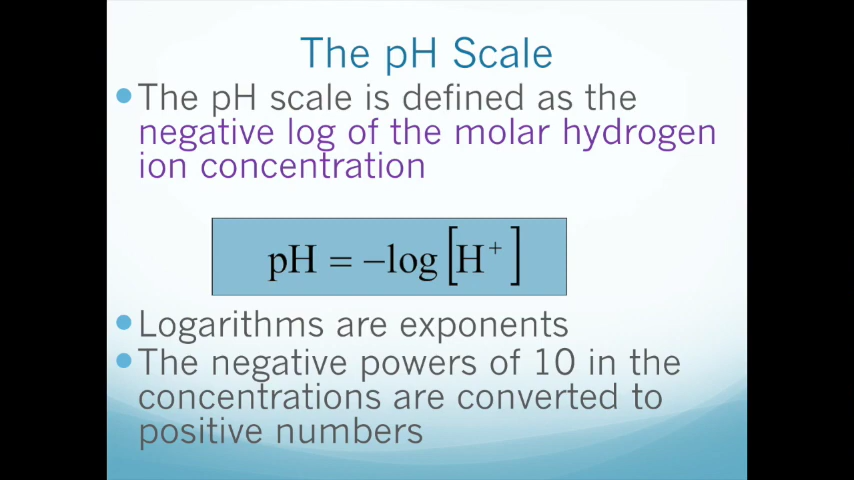 The pH Scale
•The pH scale is defined as the
negative log of the molar hydrogen
ion concentration
pH = −log [H⁺]
•Logarithms are exponents
•The negative powers of 10 in the
concentrations are converted to
positive numbers